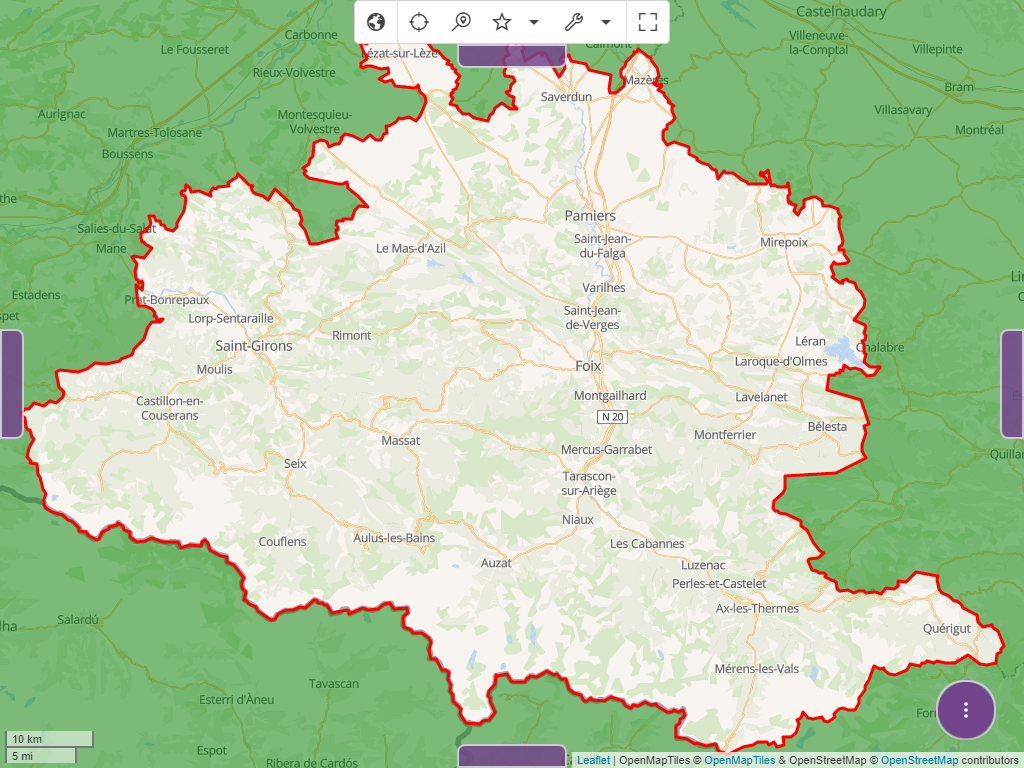 Castelnaudary
Carbonne
Villeneuve-
la-Comptal
Le Fousseret
Calmont
Villepinte
Lézat-sur-Lèze
Rieux-Volvestre
Mazères
Bram
Saverdun
Aurignac
Montesquieu-
Volvestre
Villasavary
Martres-Tolosane
Montréal
Boussens
the
Pamiers
Salies-du-Salat
Mane
Le Mas-d'Azil
Saint-Jean-
du-Falga
Mirepoix
Estadens
Prat-Bonrepaux
Varilhes
spet
Lorp-Sentaraille
Saint-Jean-
de-Verges
Rimont
Saint-Girons
Léran
Chalabre
Moulis
Foix
Laroque-d'Olmes
Castillon-en-
Couserans
Montgailhard
Lavelanet
N 20
Massat
Montferrier
Bélesta
Mercus-Garrabet
Quillan
Seix
Tarascon-
sur-Ariège
Niaux
Couflens
Aulus-les-Bains
Les Cabannes
Auzat
Luzenac
Perles-et-Castelet
Ax-les-Thermes
Salardú
lha
Quérigut
Mérens-les-Vals
Tavascan
Esterri d'Àneu
Espot
Ribera de Cardós
10 km
5 mi
Leaflet | OpenMapTiles © OpenMapTiles & OpenStreetMap © OpenStreetMap contributors